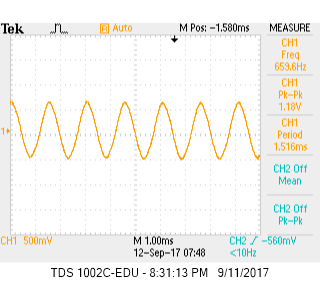 Tek Auto M Pos: -1.580ms MEASURE
CH1
Freq
659.6Hz
CH1
Pk-Pk
1.18V
1
CH1
Period
1.516ms
CH2 Off
Mean
CH2 Off
Pk-Pk
CH1 500mV M 1.00ms CH2 -560mV
12-Sep-17 07:48 <10Hz
TDS 1002C-EDU - 8:31:13 PM 9/11/2017